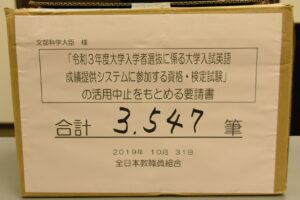 文部科学大臣 様
「令和3年度大学入学者選抜に係る大学入試英語
成績提供システムに参加する資格・検定試験」
の活用中止をもとめる要請書
合計 3,547 筆
2019年 10月 31日
全日本教職員組合